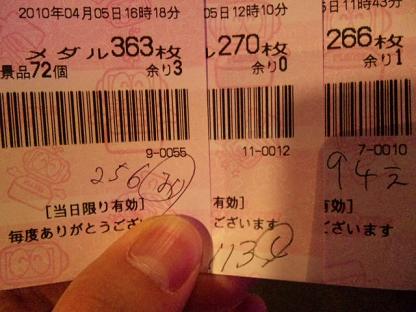 2010年04月05日16時18分
メダル363枚
景品72個 余り3
9-0055
256
[当日限り有効]
毎度ありがとうござ
05日12時10分
ル270枚
余り0
11-0012
有効]
ございます
113
日11時43分
266枚
余り1
7-0010
94
有効]
ございます